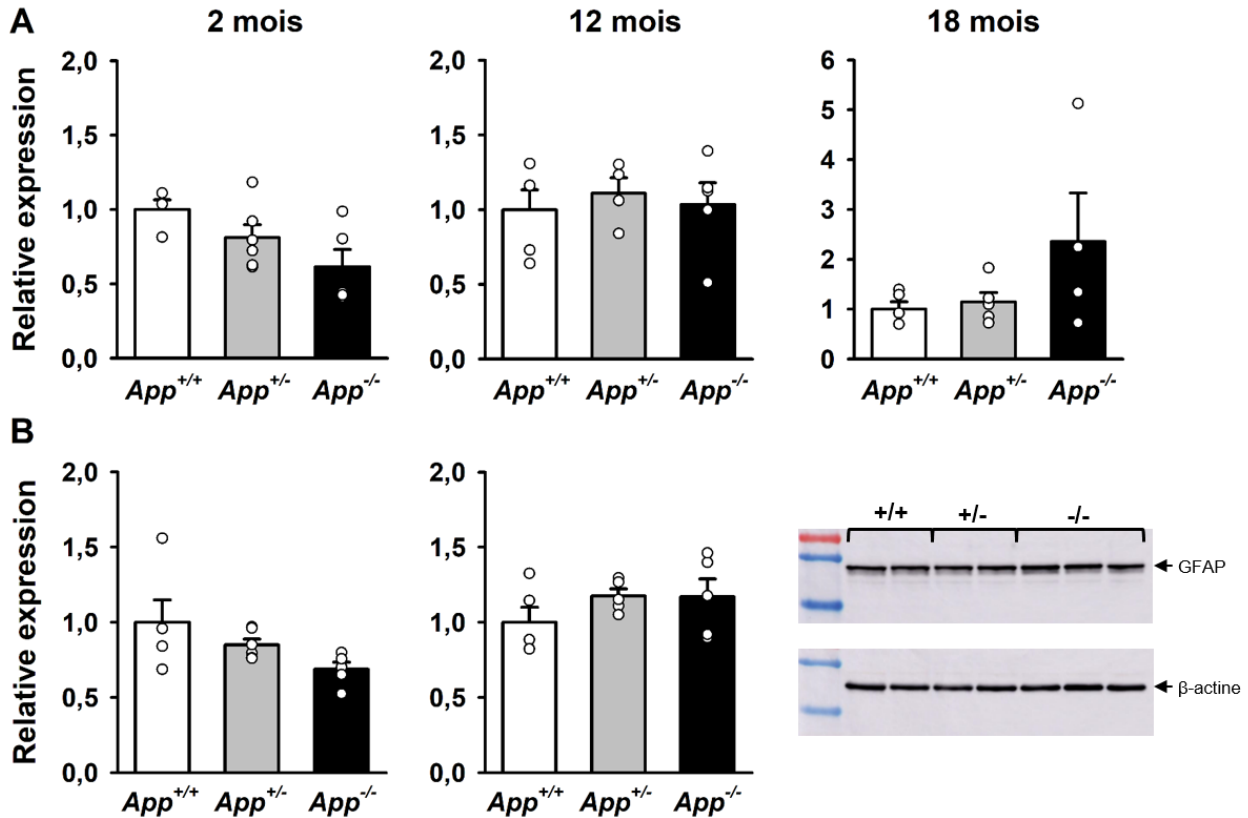 A
2 mois
12 mois
18 mois
Relative expression
2,0
1,5
1,0
0,5
0,0
App+/+
App+/-
App-/-
2,0
1,5
1,0
0,5
0,0
App+/+
App+/-
App-/-
6
5
4
3
2
1
0
App+/+
App+/-
App-/-
B
Relative expression
2,0
1,5
1,0
0,5
0,0
App+/+
App+/-
App-/-
2,0
1,5
1,0
0,5
0,0
App+/+
App+/-
App-/-
+/+ +/- -/-
GFAP
β-actine